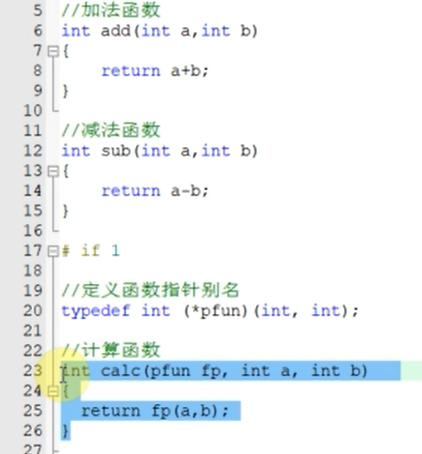 5 //加法函数
6 int add(int a,int b)
7 {
8 return a+b;
9 }
10
11 //减法函数
12 int sub(int a,int b)
13 {
14 return a-b;
15 }
16
17 # if 1
18
19 //定义函数指针别名
20 typedef int (*pfun)(int, int);
21
22 //计算函数
23 int calc(pfun fp, int a, int b)
24 {
25 return fp(a,b);
26 }
27